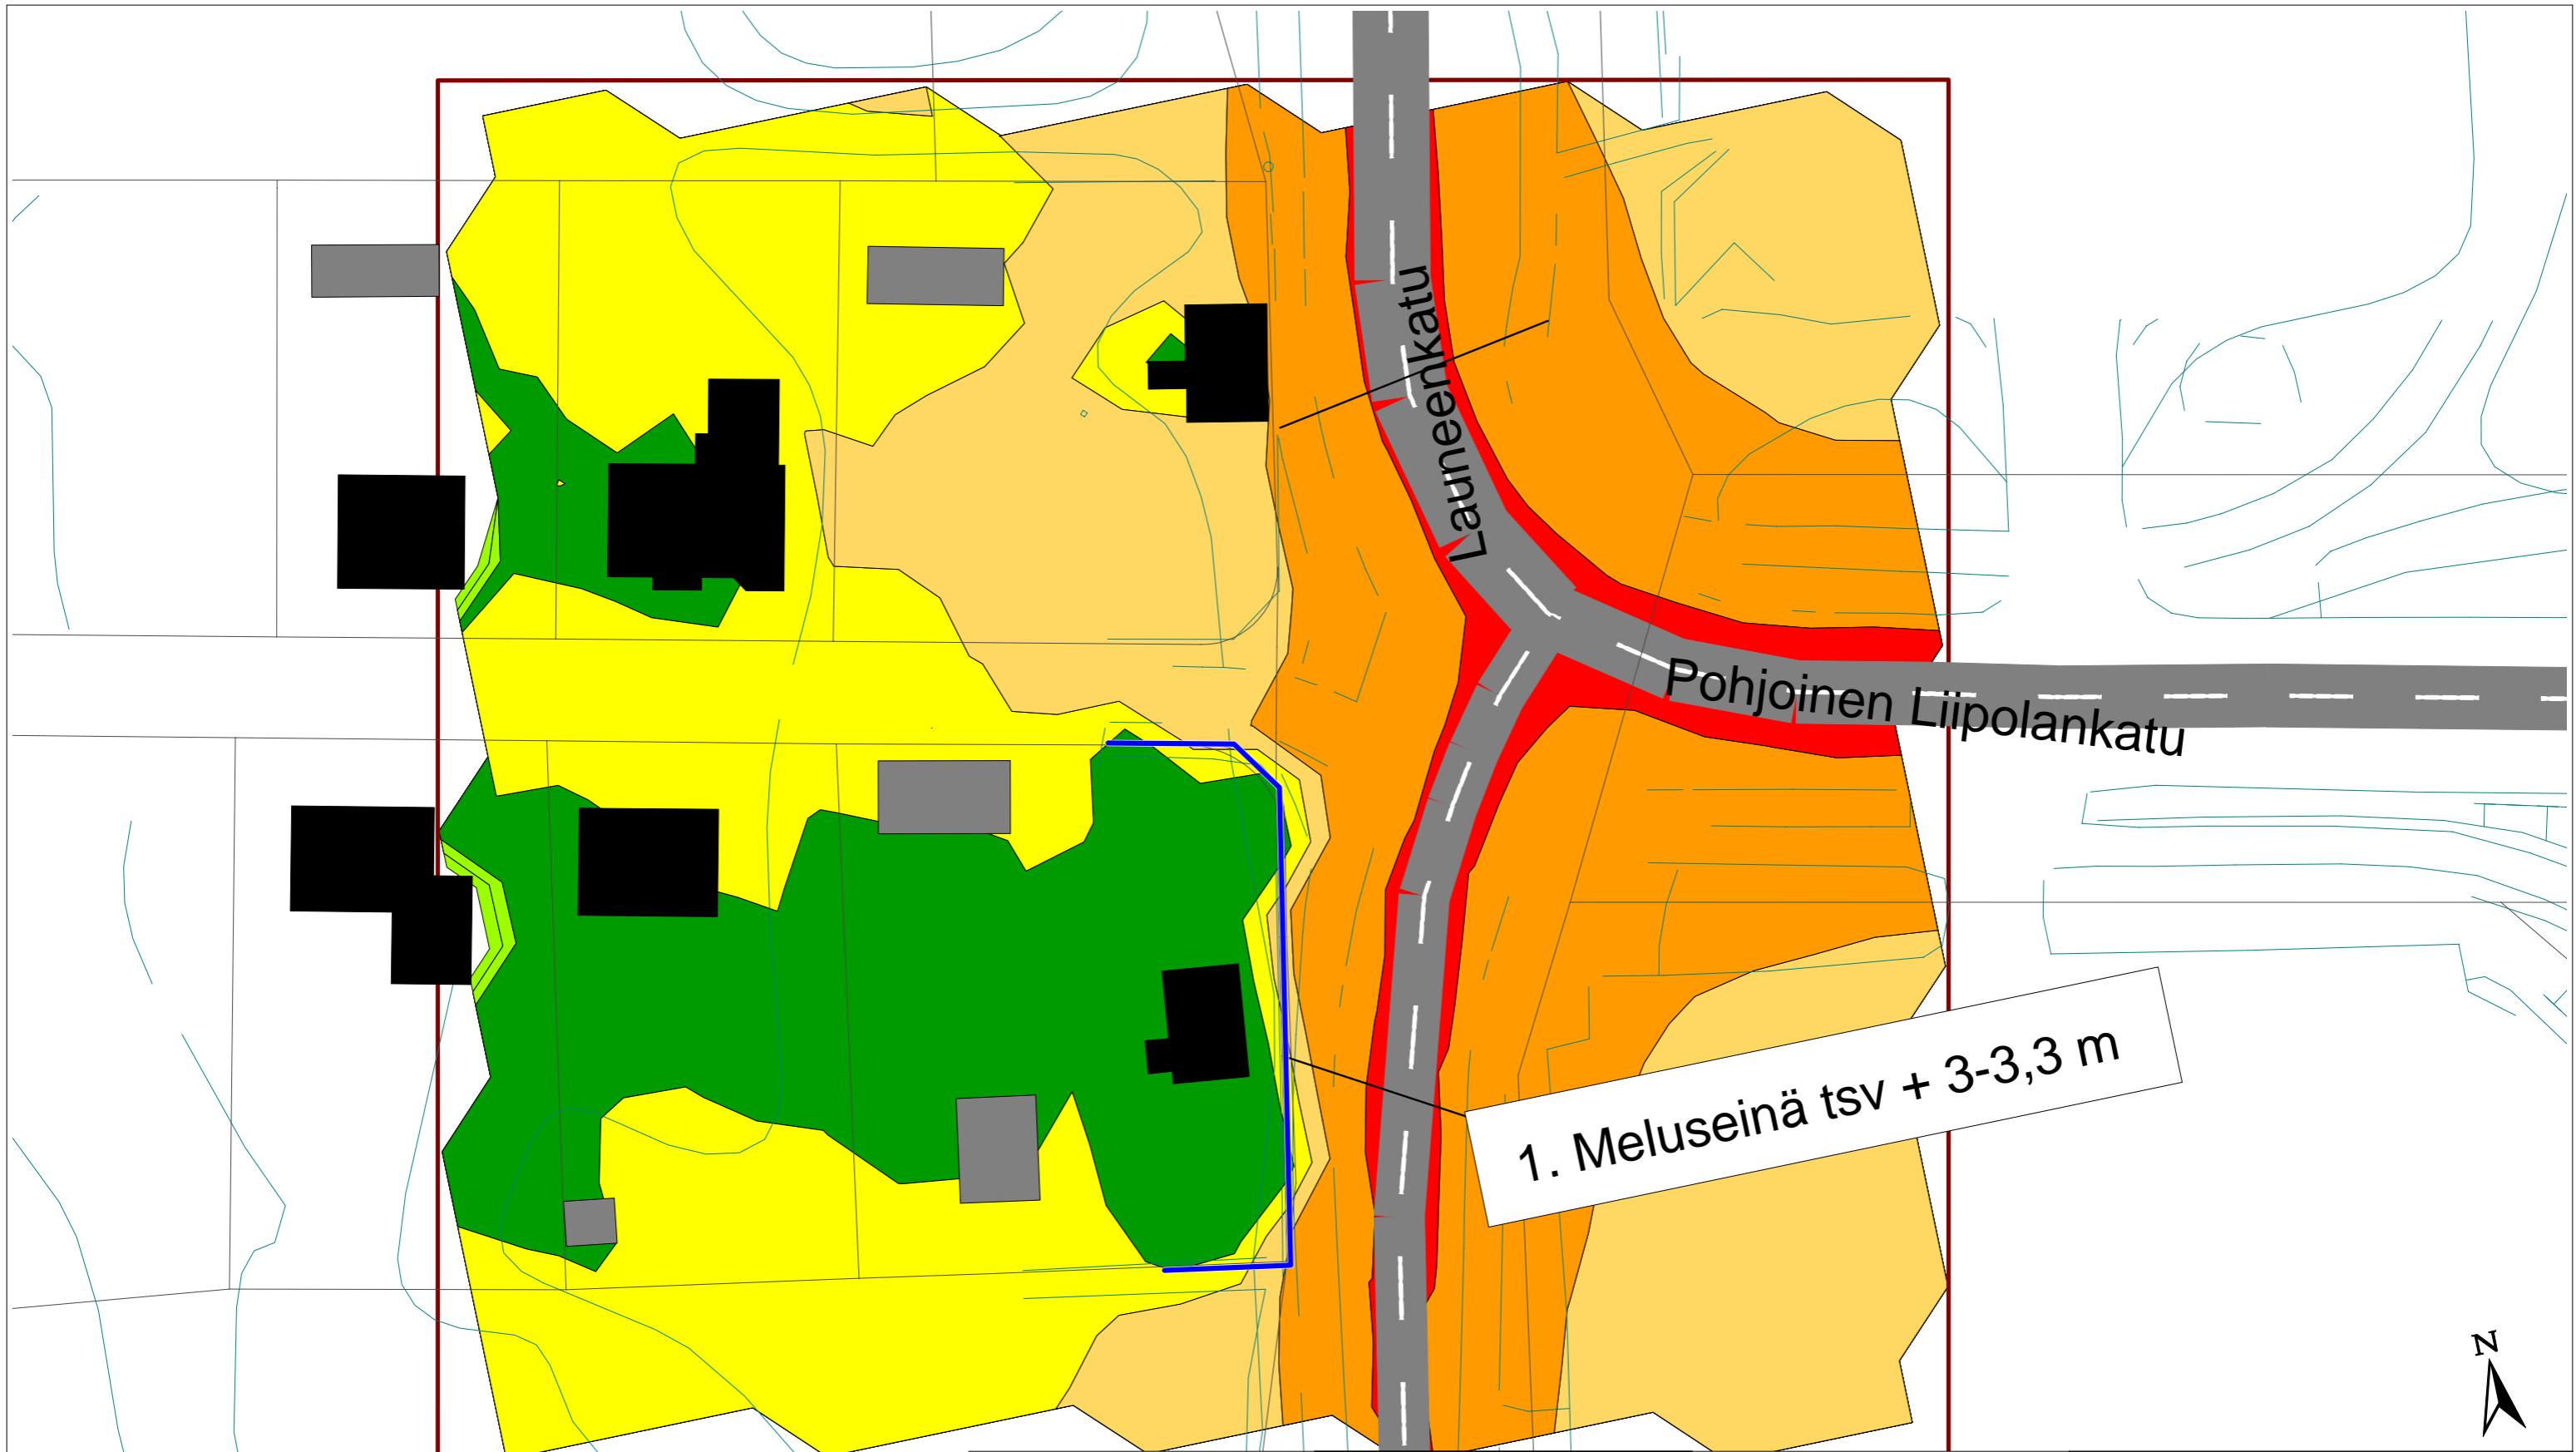 Launeenkatu
Pohjoinen Liipolankatu
1. Meluseinä tsv + 3-3,3 m
N